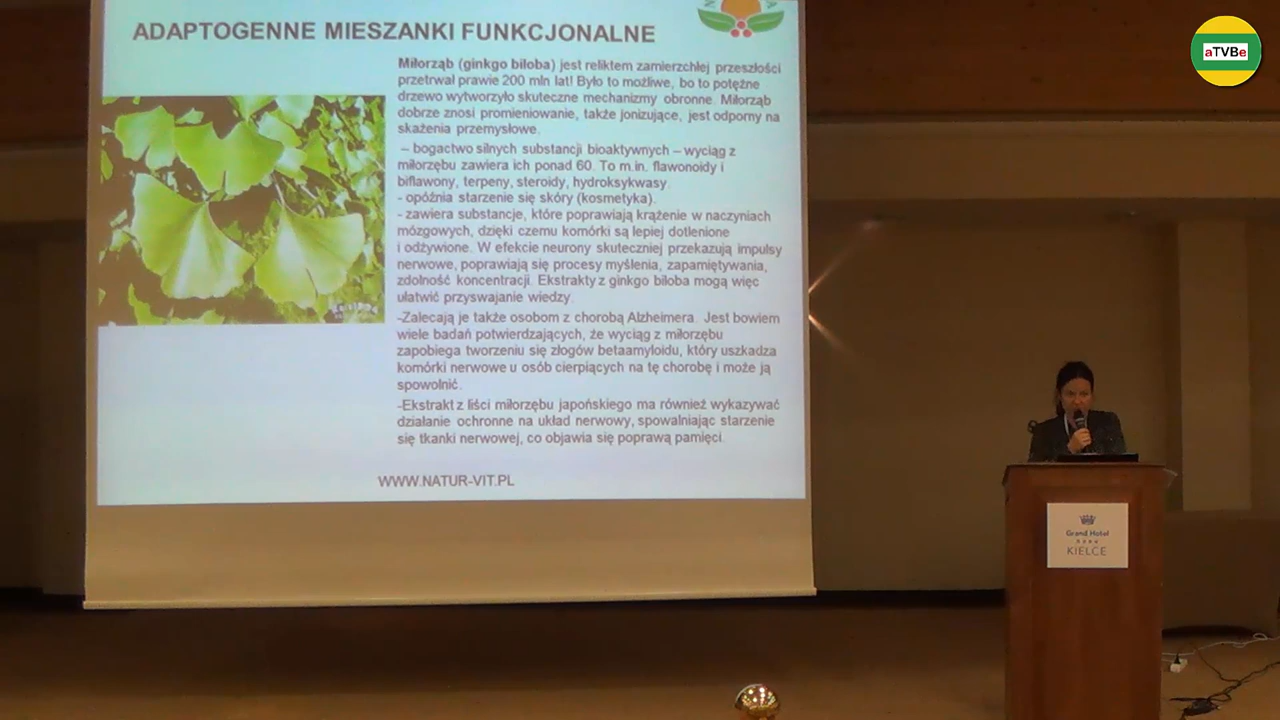 ADAPTOGENNE MIESZANKI FUNKCJONALNE
Miłorząb (ginkgo biloba) jest reliktem zamierzchłej przeszłości
przetrwał prawie 200 mln lat! Było to możliwe, bo to potężne
drzewo wytworzyło skuteczne mechanizmy obronne. Miłorząb
dobrze znosi promieniowanie, także jonizujące, jest odporny na
skażenia przemysłowe.
– bogactwo silnych substancji bioaktywnych – wyciąg z
miłorzębu zawiera ich ponad 60. To m.in. flawonoidy i
biflawony, terpeny, steroidy, hydroksykwasy.
- opóźnia starzenie się skóry (kosmetyka).
- zawiera substancje, które poprawiają krążenie w naczyniach
mózgowych, dzięki czemu komórki są lepiej dotlenione
i odżywione. W efekcie neurony skuteczniej przekazują impulsy
nerwowe, poprawiają się procesy myślenia, zapamiętywania,
zdolność koncentracji. Ekstrakty z ginkgo biloba mogą więc
ułatwić przyswajanie wiedzy.
-Zalecają je także osobom z chorobą Alzheimera. Jest bowiem
wiele badań potwierdzających, że wyciąg z miłorzębu
zapobiega tworzeniu się złogów betaamyloidu, który uszkadza
komórki nerwowe u osób cierpiących na tę chorobę i może ją
spowolnić.
-Ekstrakt z liści miłorzębu japońskiego ma również wykazywać
działanie ochronne na układ nerwowy, spowalniając starzenie
się tkanki nerwowej, co objawia się poprawą pamięci.
WWW.NATUR-VIT.PL
aTVBe
Grand Hotel
KIELCE